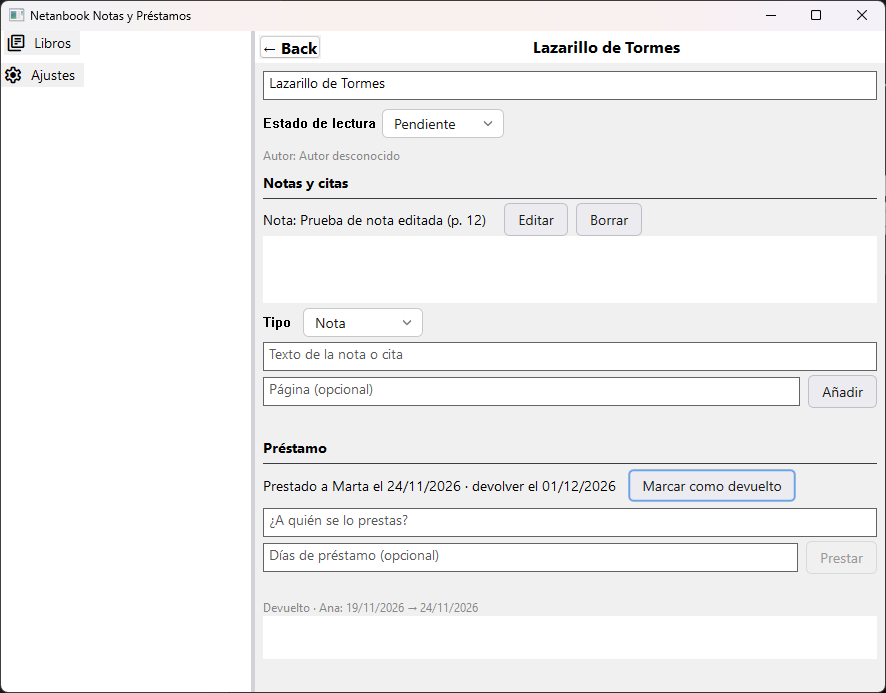 Netanbook Notas y Préstamos
Libros
Ajustes
← Back
Lazarillo de Tormes
Lazarillo de Tormes
Estado de lectura Pendiente
Autor: Autor desconocido
Notas y citas
Nota: Prueba de nota editada (p. 12) Editar Borrar
Tipo Nota
Texto de la nota o cita
Página (opcional) Añadir
Préstamo
Prestado a Marta el 24/11/2026 · devolver el 01/12/2026 Marcar como devuelto
¿A quién se lo prestas?
Días de préstamo (opcional) Prestar
Devuelto · Ana: 19/11/2026 → 24/11/2026